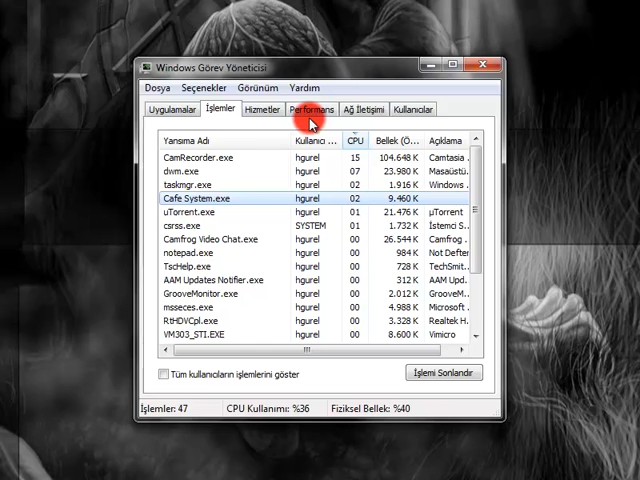 Windows Görev Yöneticisi
Dosya Seçenekler Görünüm Yardım
Uygulamalar İşlemler Hizmetler Performans Ağ İletişimi Kullanıcılar
Yansıma Adı Kullanıcı ... CPU Bellek (Ö... Açıklama
CamRecorder.exe hgurel 15 104.648 K Camtasia
dwm.exe hgurel 07 23.980 K Masaüstü..
taskmgr.exe hgurel 02 1.916 K Windows .
Cafe System.exe hgurel 02 9.460 K
uTorrent.exe hgurel 01 21.476 K µTorrent
csrss.exe SYSTEM 01 1.732 K İstemci S..
Camfrog Video Chat.exe hgurel 00 26.544 K Camfrog .
notepad.exe hgurel 00 984 K Not Defter
TscHelp.exe hgurel 00 728 K TechSmit..
AAM Updates Notifier.exe hgurel 00 312 K AAM Upd.
GrooveMonitor.exe hgurel 00 2.012 K GrooveM..
msseces.exe hgurel 00 4.988 K Microsoft .
RtHDVCpl.exe hgurel 00 3.328 K Realtek H.
VM303_STI.EXE hgurel 00 8.600 K Vimicro
Tüm kullanıcıların işlemlerini göster İşlemi Sonlandır
İşlemler: 47 CPU Kullanımı: %36 Fiziksel Bellek: %40